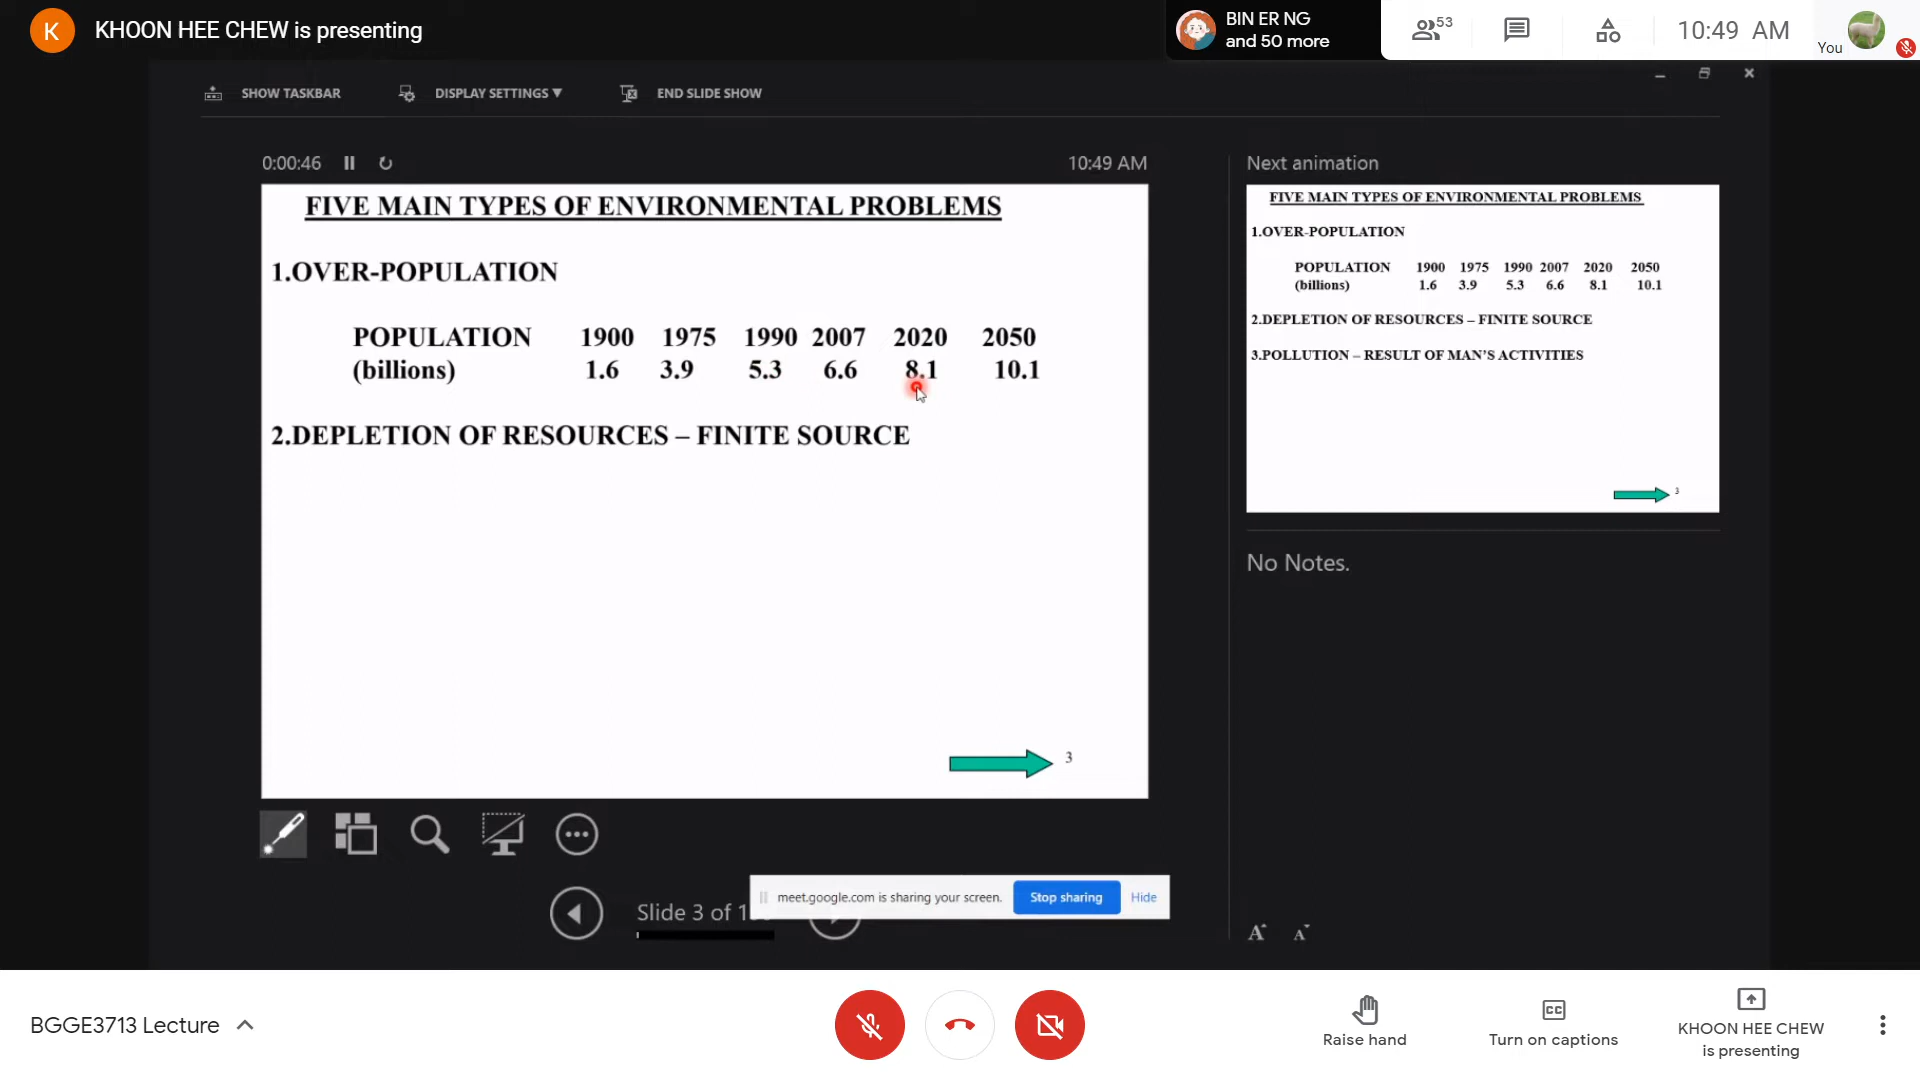 K
KHOON HEE CHEW is presenting
BIN ER NG
and 50 more
53
10:49 AM
You
SHOW TASKBAR
DISPLAY SETTINGS ▼
END SLIDE SHOW
0:00:46
10:49 AM
FIVE MAIN TYPES OF ENVIRONMENTAL PROBLEMS
1.OVER-POPULATION
POPULATION 1900 1975 1990 2007 2020 2050
(billions) 1.6 3.9 5.3 6.6 8.1 10.1
2.DEPLETION OF RESOURCES – FINITE SOURCE
3
Next animation
FIVE MAIN TYPES OF ENVIRONMENTAL PROBLEMS
1.OVER-POPULATION
POPULATION 1900 1975 1990 2007 2020 2050
(billions) 1.6 3.9 5.3 6.6 8.1 10.1
2.DEPLETION OF RESOURCES – FINITE SOURCE
3.POLLUTION – RESULT OF MAN'S ACTIVITIES
3
No Notes.
Slide 3 of
meet.google.com is sharing your screen.
Stop sharing
Hide
A A
BGGE3713 Lecture
Raise hand
CC
Turn on captions
KHOON HEE CHEW
is presenting